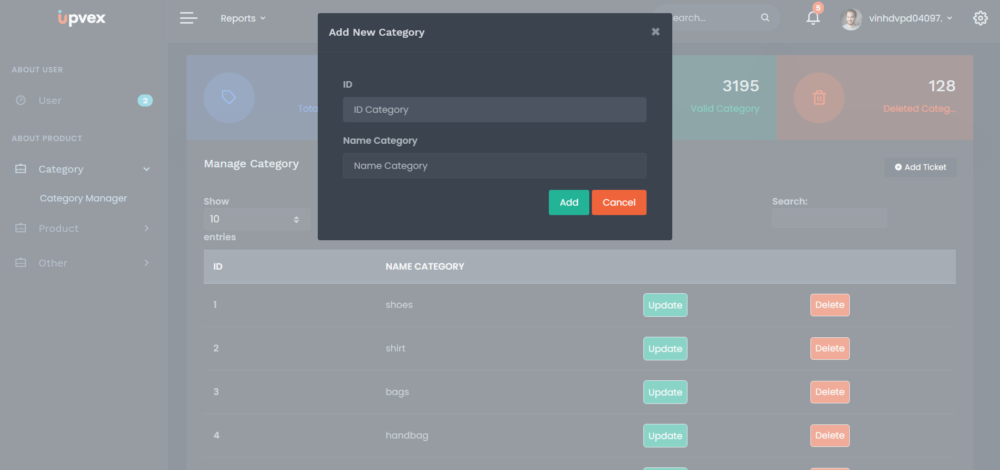 upvex
Reports
earch...
5
vinhdvpd04097.
ABOUT USER
User
2
ABOUT PRODUCT
Category
Category Manager
Product
Other
Add New Category
ID
ID Category
Name Category
Name Category
Add
Cancel
Tota
3195
Valid Category
128
Deleted Categ...
Manage Category
Add Ticket
Show
10
entries
Search:
ID NAME CATEGORY
1 shoes Update Delete
2 shirt Update Delete
3 bags Update Delete
4 handbag Update Delete